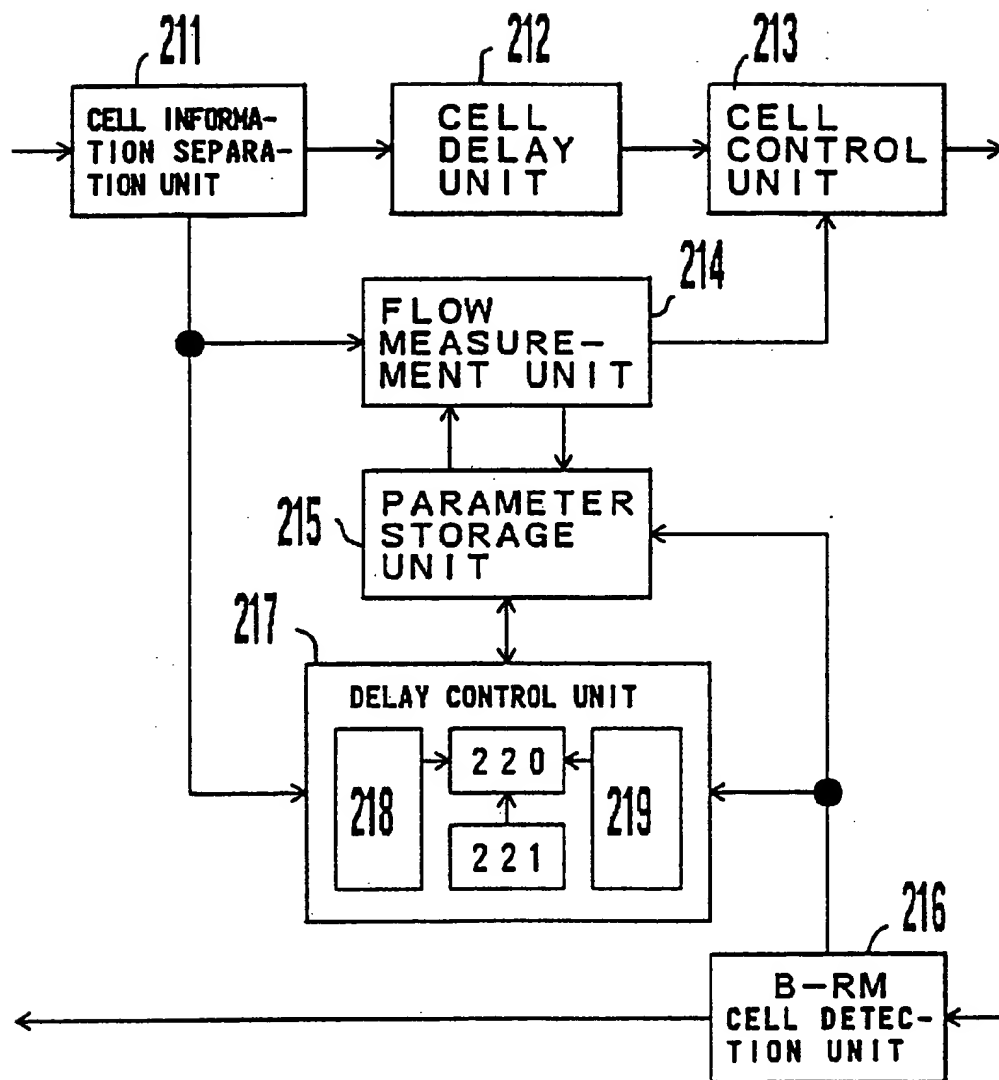 211
212
213
CELL INFORMA-
TION SEPARA-
TION UNIT
CELL
DELAY
UNIT
CELL
CONTROL
UNIT
214
FLOW
MEASURE-
MENT UNIT
215
PARAMETER
STORAGE
UNIT
217
DELAY CONTROL UNIT
218
220
219
221
216
B-RM
CELL DETEC-
TION UNIT